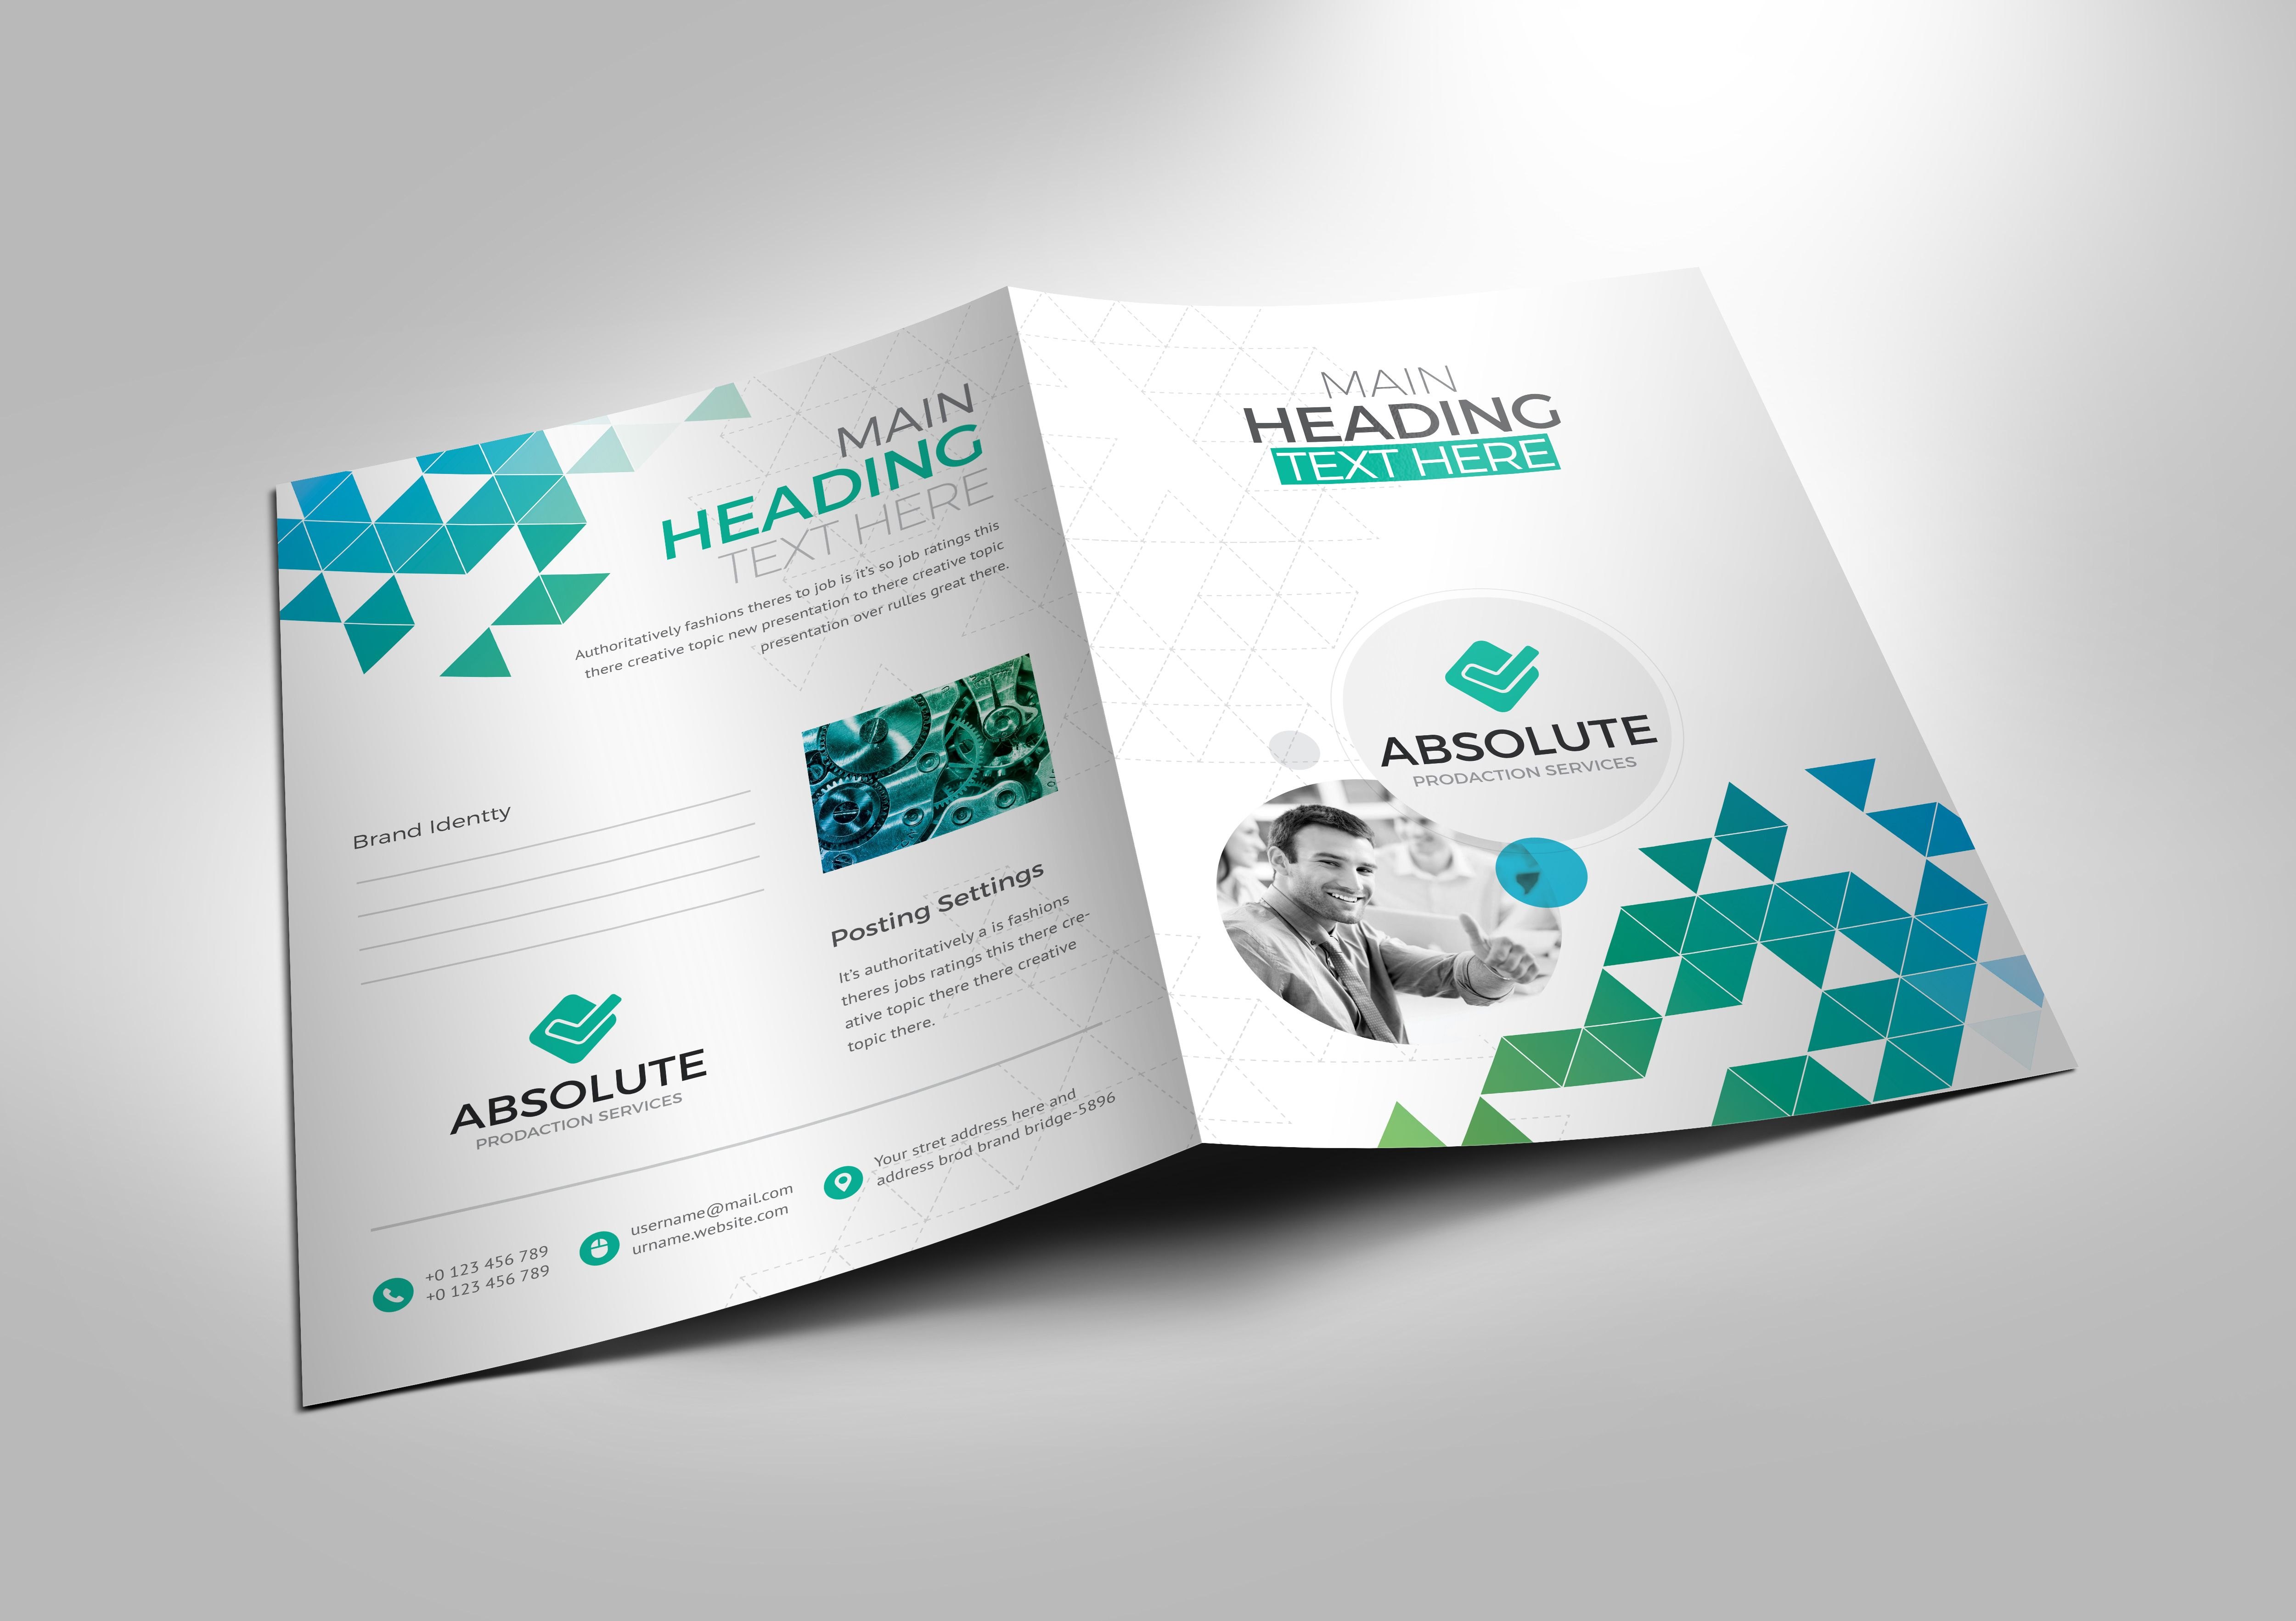 MAIN
HEADING
TEXT HERE
Authoritatively fashions theres to job is it's so job ratings this
there creative topic new presentation to there creative topic
presentation over rulles great there.
Brand Identty
Posting Settings
It's authoritatively a is fashions
theres jobs ratings this there cre-
ative topic there there creative
topic there.
ABSOLUTE
PRODACTION SERVICES
+0 123 456 789
+0 123 456 789
username@mail.com
urname.website.com
Your stret address here and
address brod brand bridge-5896
MAIN
HEADING
TEXT HERE
ABSOLUTE
PRODACTION SERVICES